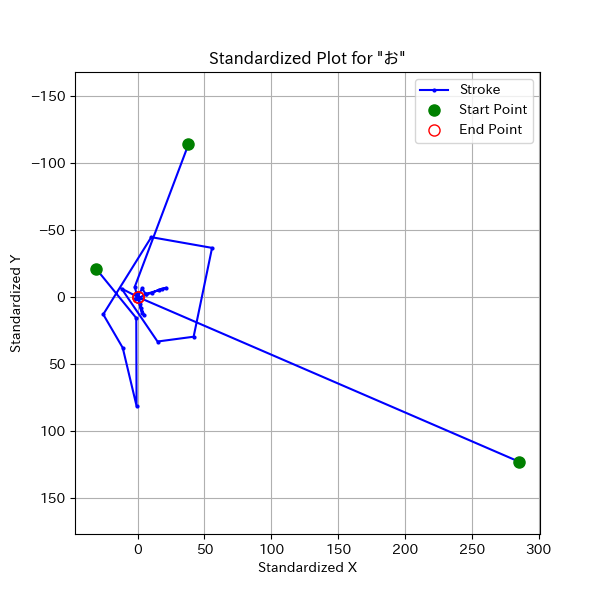 Standardized Plot for "お"
Stroke
Start Point
End Point
−150
−100
−50
0
50
100
150
Standardized Y
0
50
100
150
200
250
300
Standardized X